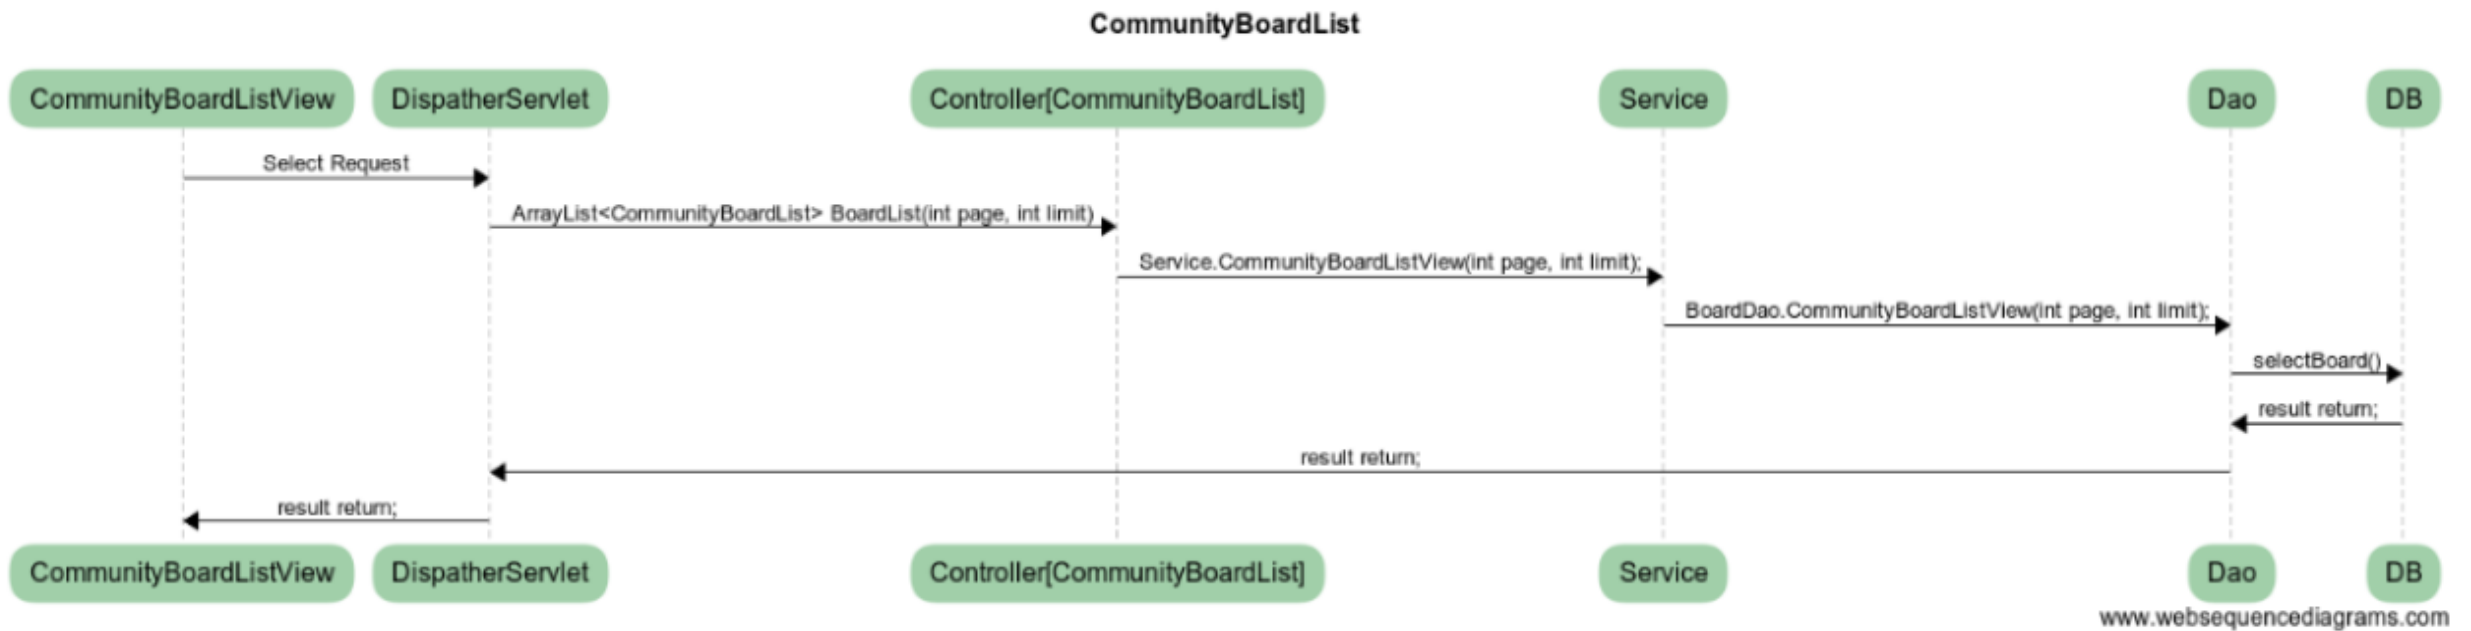 CommunityBoardList
CommunityBoardListView DispatherServlet Controller[CommunityBoardList] Service Dao DB
Select Request
ArrayList<CommunityBoardList> BoardList(int page, int limit)
Service.CommunityBoardListView(int page, int limit);
BoardDao.CommunityBoardListView(int page, int limit);
selectBoard()
result return;
result return;
result return;
CommunityBoardListView DispatherServlet Controller[CommunityBoardList] Service Dao DB
www.websequencediagrams.com